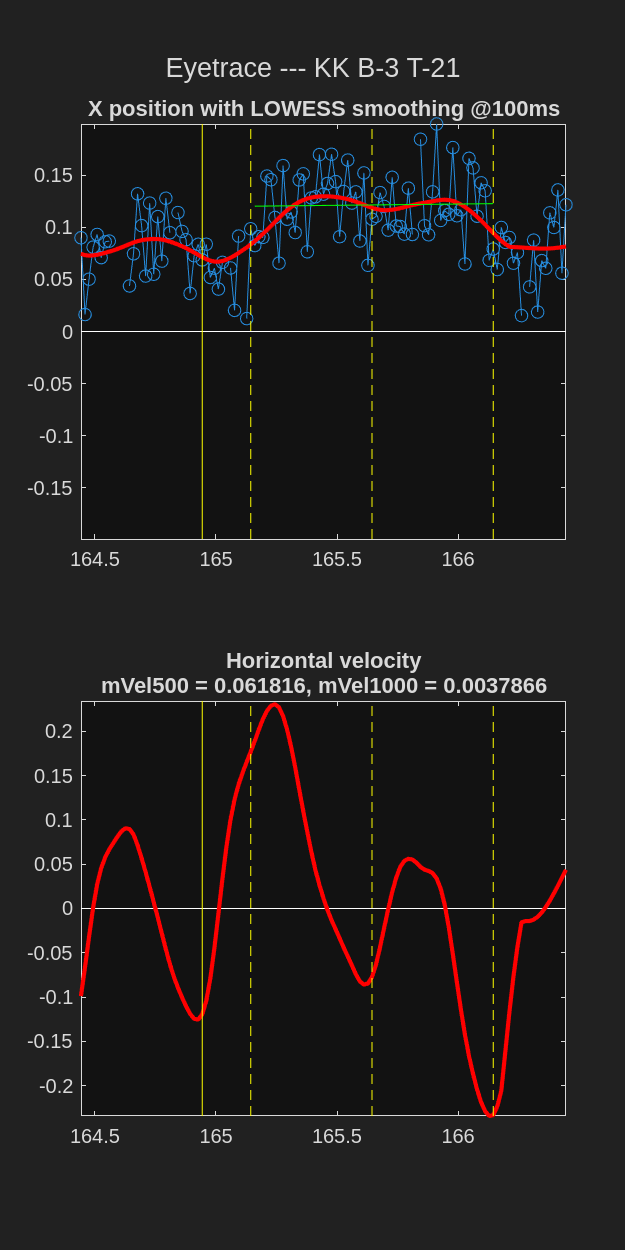 Eyetrace --- KK B-3 T-21
X position with LOWESS smoothing @100ms
0.15
0.1
0.05
0
-0.05
-0.1
-0.15
164.5 165 165.5 166
Horizontal velocity
mVel500 = 0.061816, mVel1000 = 0.0037866
0.2
0.15
0.1
0.05
0
-0.05
-0.1
-0.15
-0.2
164.5 165 165.5 166